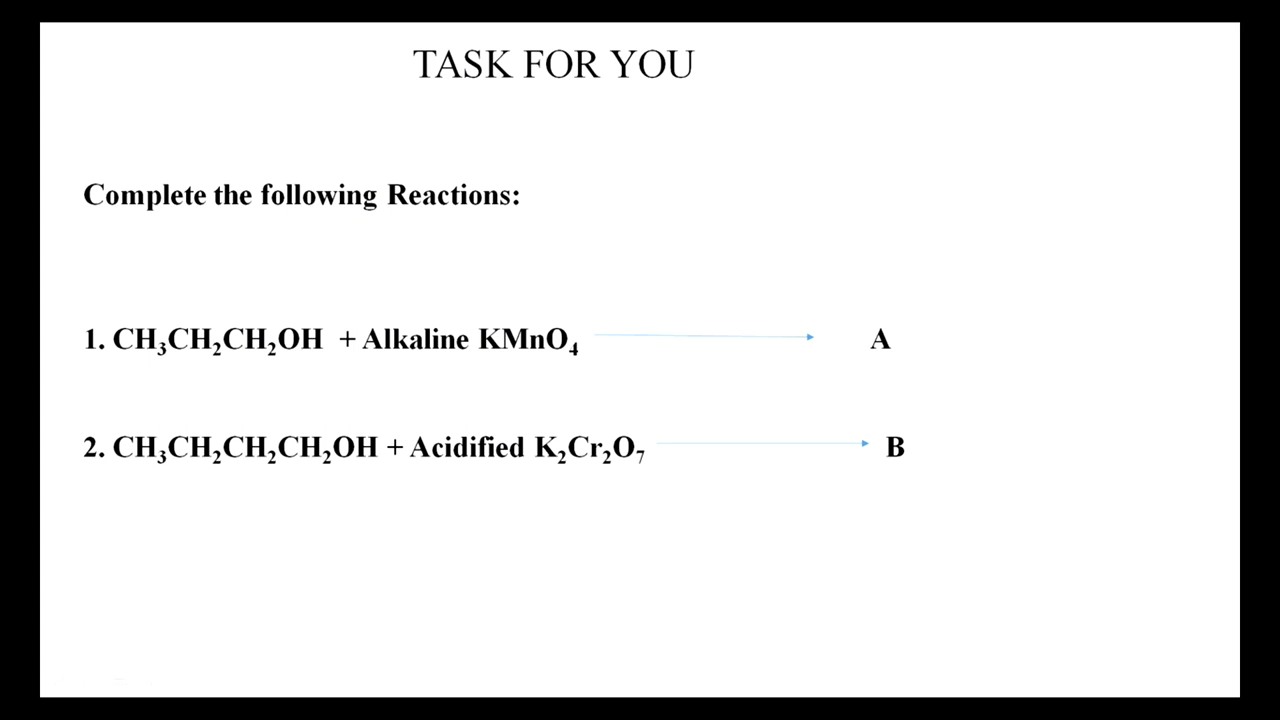 TASK FOR YOU
Complete the following Reactions:
1. CH₃CH₂CH₂OH + Alkaline KMnO₄ → A
2. CH₃CH₂CH₂CH₂OH + Acidified K₂Cr₂O₇ → B